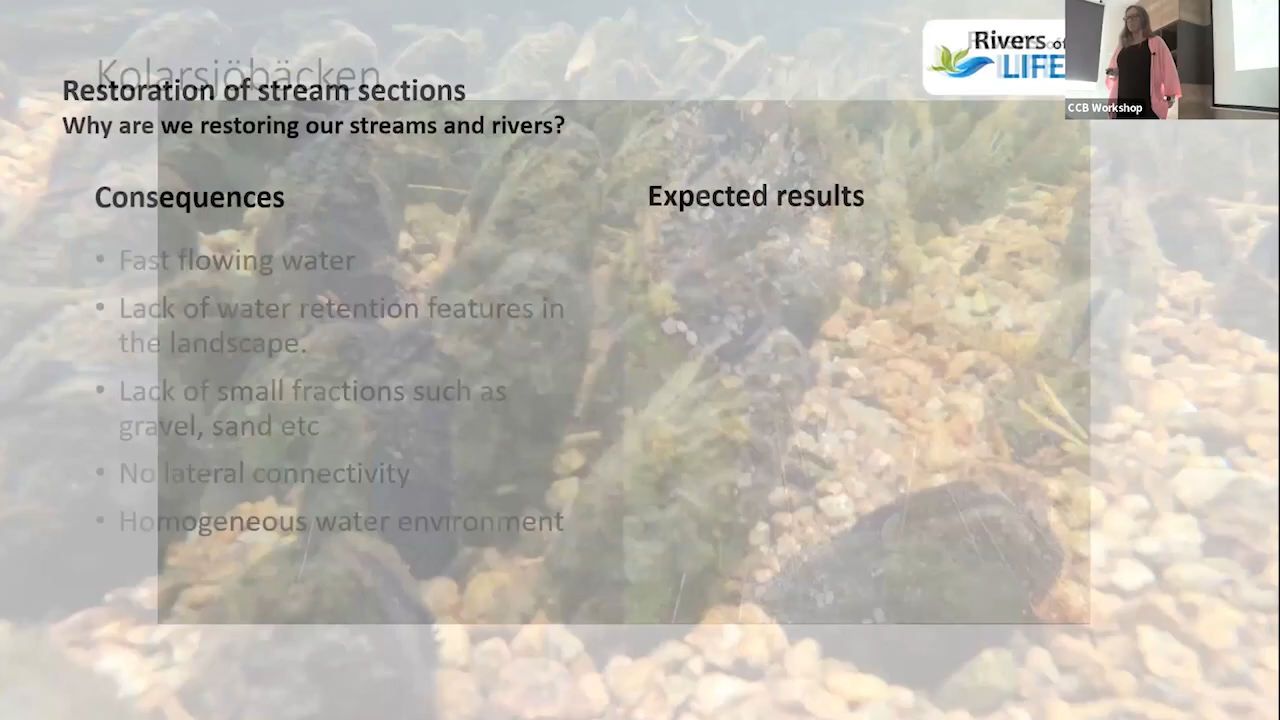 Kolarsjöbäcken
Restoration of stream sections
Why are we restoring our streams and rivers?
Rivers of
LIFE
CCB Workshop
Consequences
• Fast flowing water
• Lack of water retention features in
the landscape.
• Lack of small fractions such as
gravel, sand etc
• No lateral connectivity
• Homogeneous water environment
Expected results